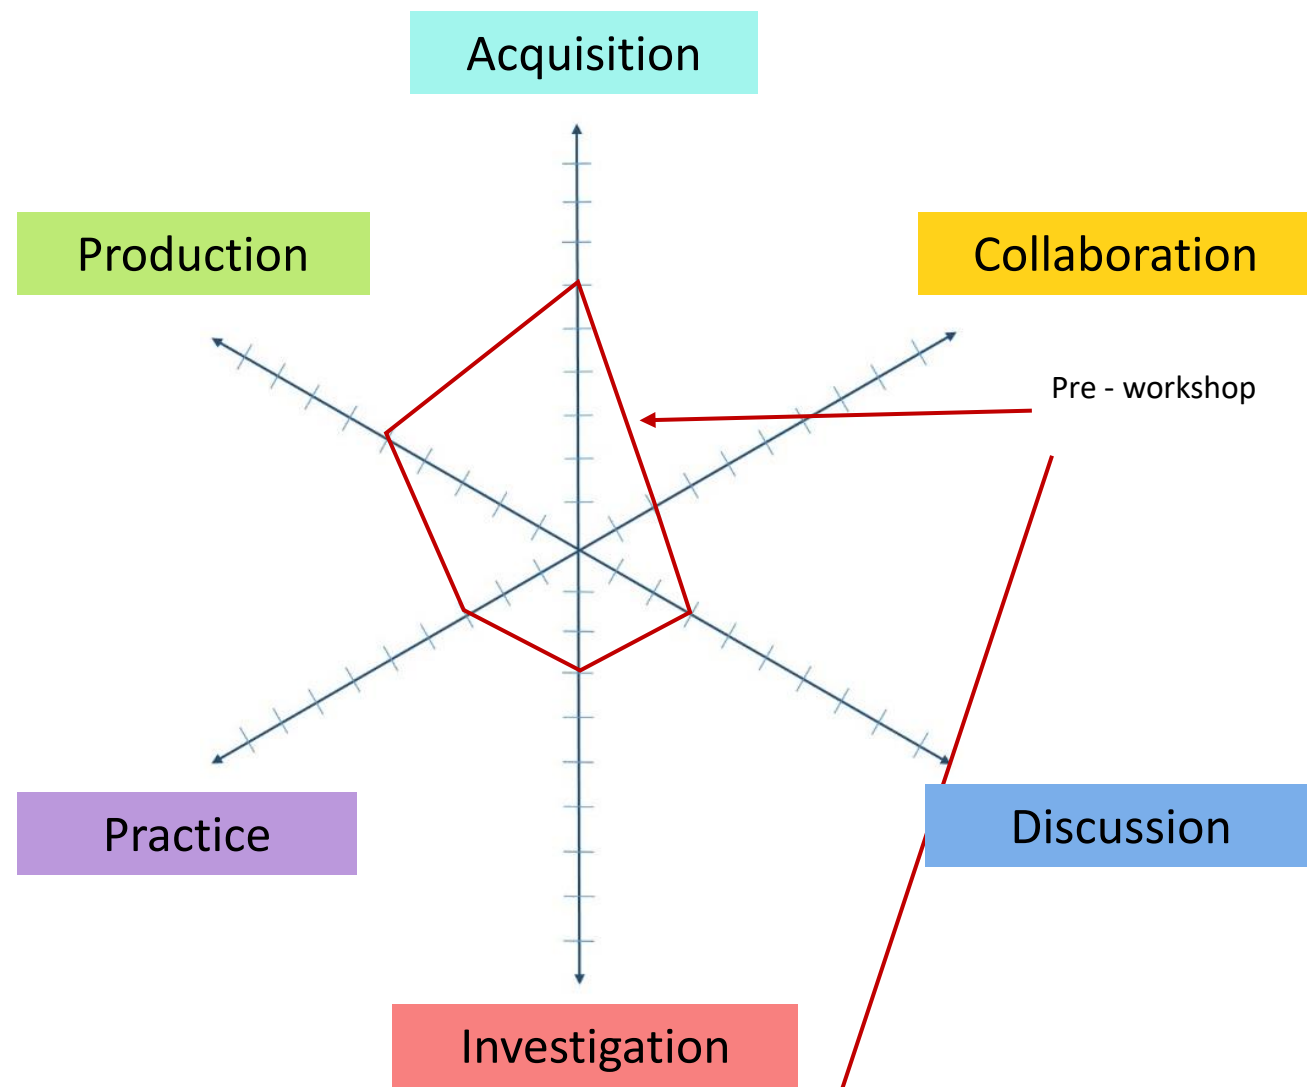 Acquisition
Production
Collaboration
Pre - workshop
Practice
Discussion
Investigation